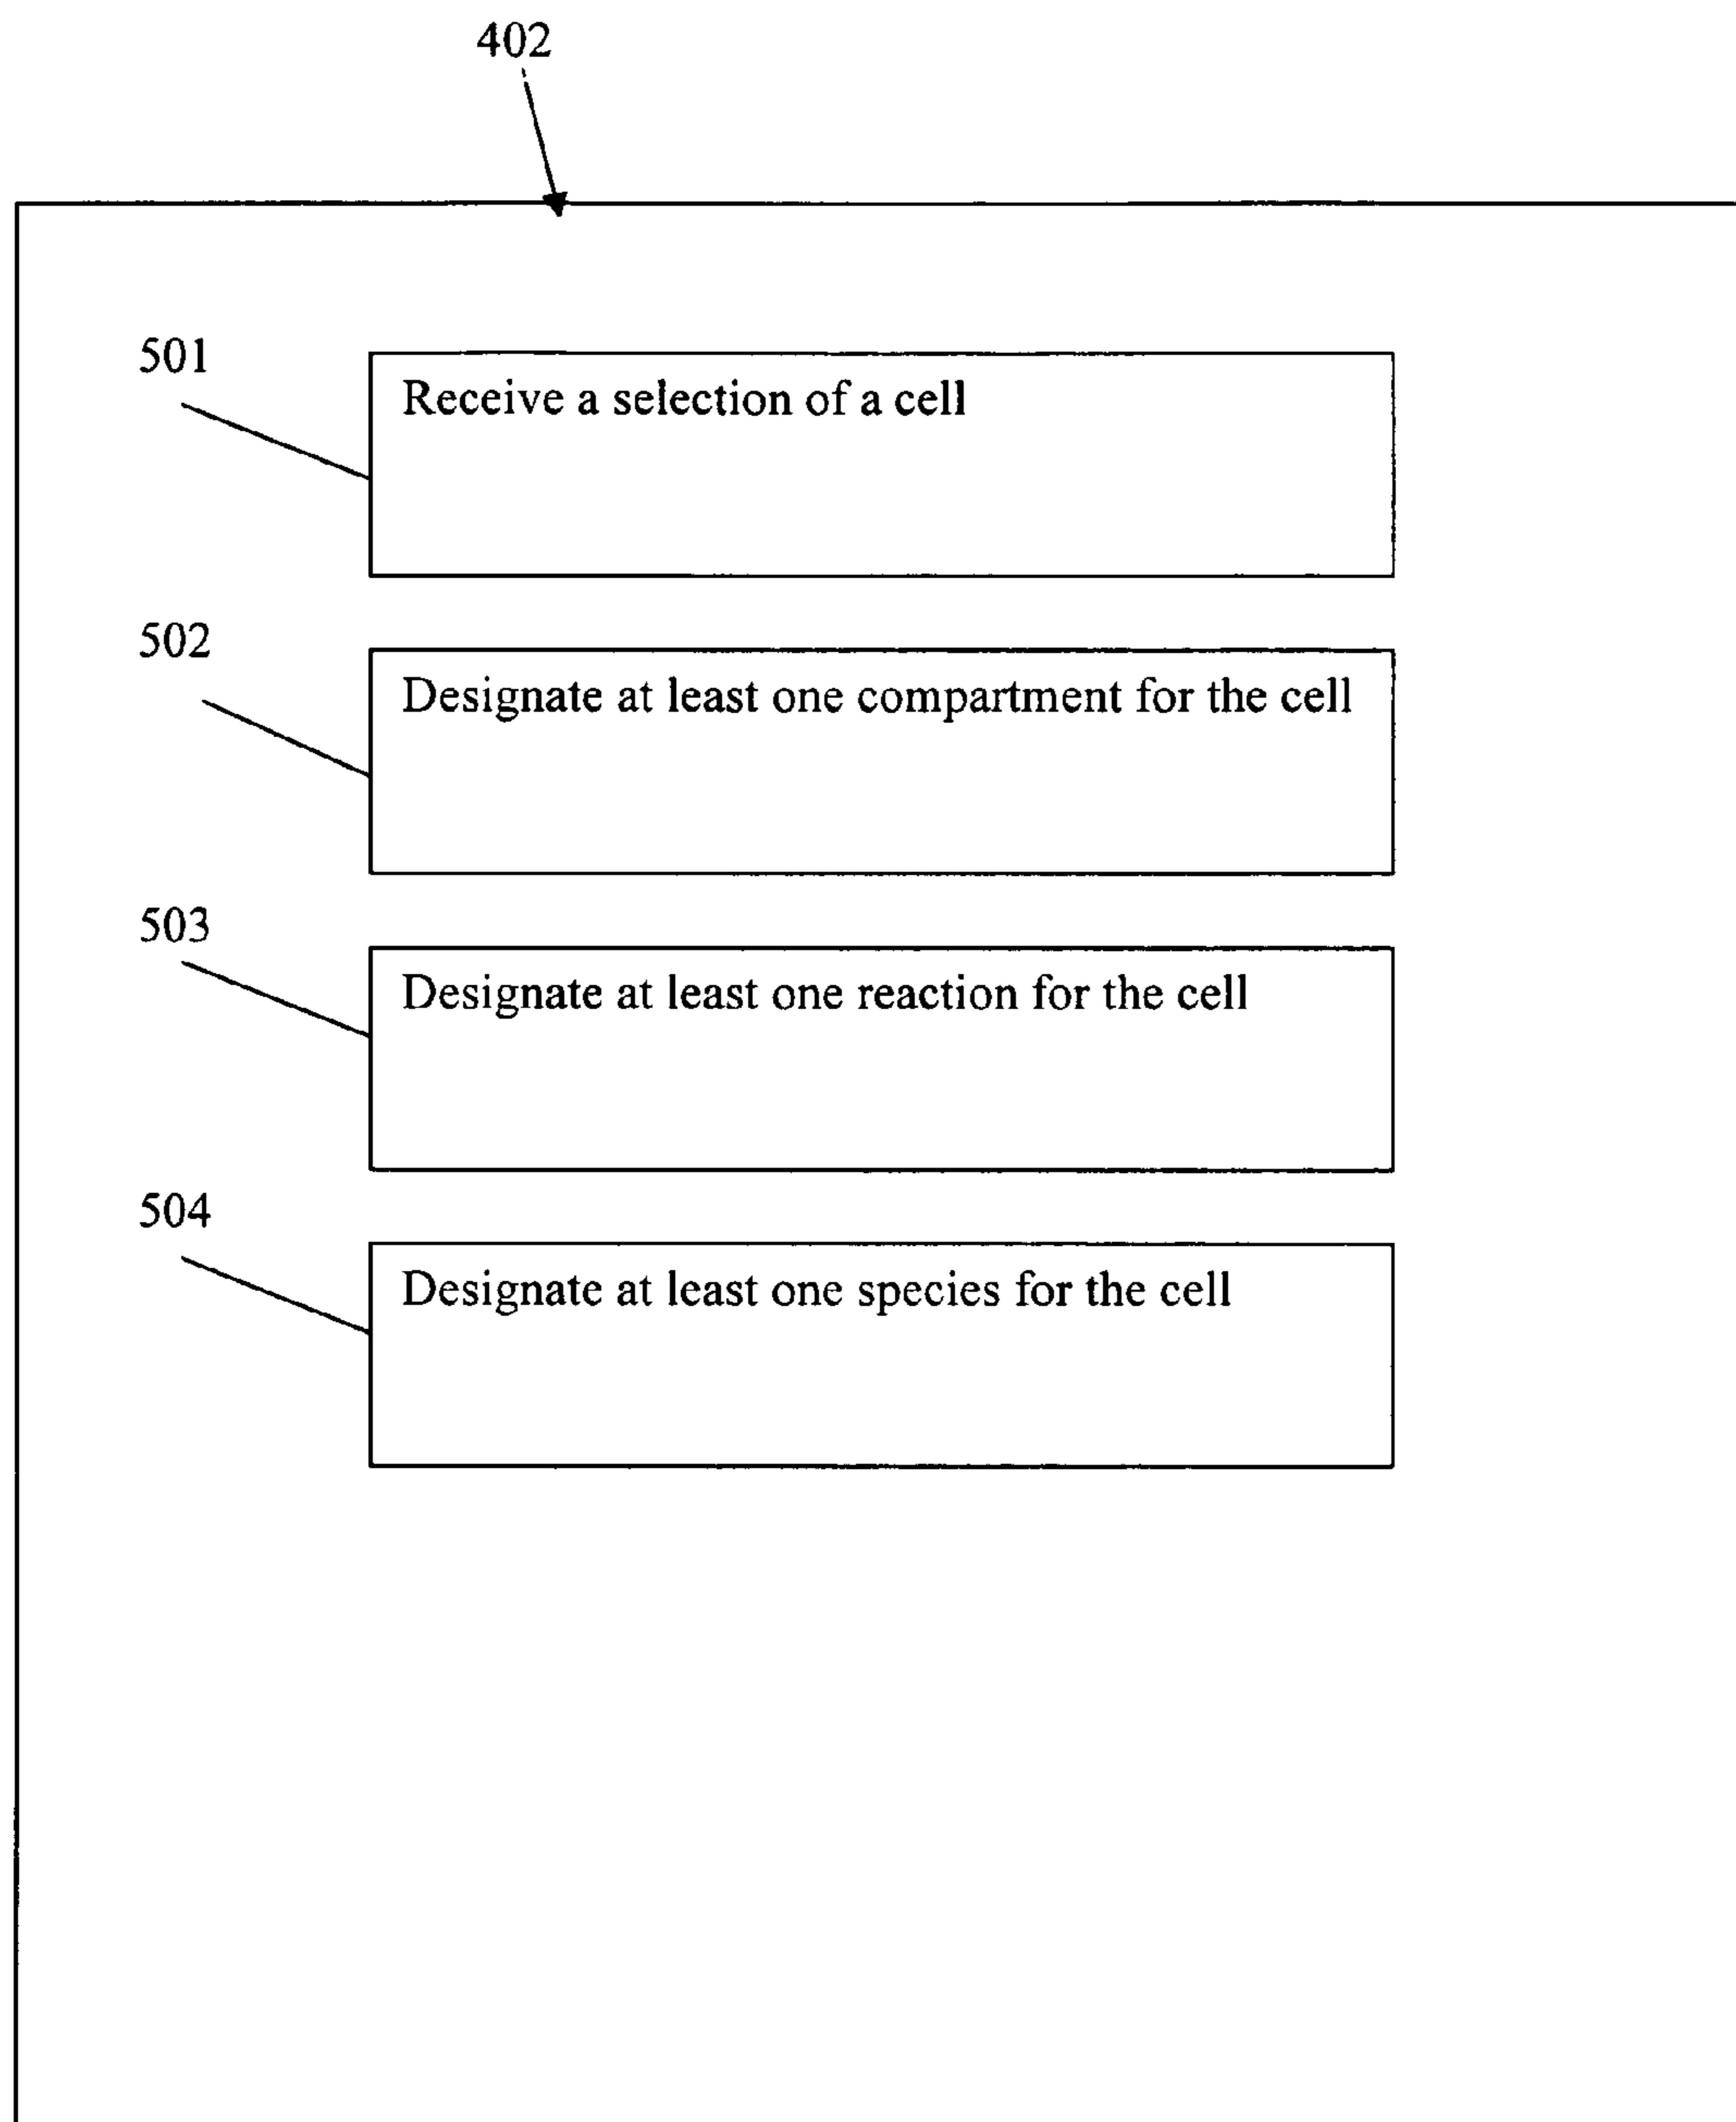 402
501
Receive a selection of a cell
502
Designate at least one compartment for the cell
503
Designate at least one reaction for the cell
504
Designate at least one species for the cell